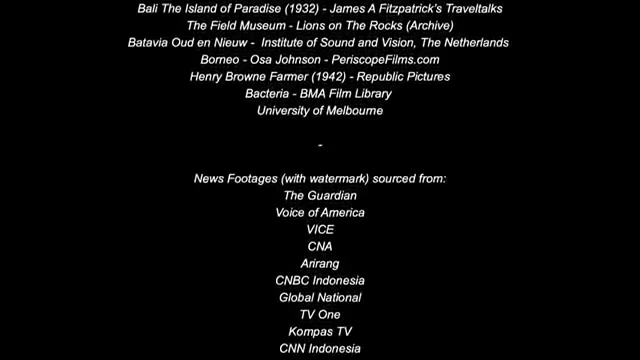 Bali The Island of Paradise (1932) - James A Fitzpatrick's Traveltalks
The Field Museum - Lions on The Rocks (Archive)
Batavia Oud en Nieuw -  Institute of Sound and Vision, The Netherlands
Borneo - Osa Johnson - PeriscopeFilms.com
Henry Browne Farmer (1942) - Republic Pictures
Bacteria - BMA Film Library
University of Melbourne
-
News Footages (with watermark) sourced from:
The Guardian
Voice of America
VICE
CNA
Arirang
CNBC Indonesia
Global National
TV One
Kompas TV
CNN Indonesia